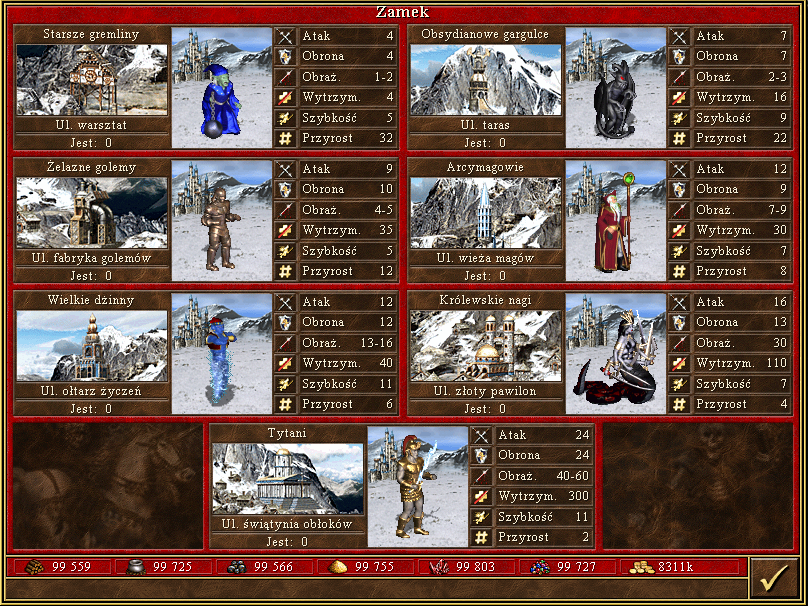 Zamek
Starsze gremliny
Ul. warsztat
Jest: 0
Atak 4
Obrona 4
Obraż. 1-2
Wytrzym. 4
Szybkość 5
Przyrost 32
Obsydianowe gargulce
Ul. taras
Jest: 0
Atak 7
Obrona 7
Obraż. 2-3
Wytrzym. 16
Szybkość 9
Przyrost 22
Żelazne golemy
Ul. fabryka golemów
Jest: 0
Atak 9
Obrona 10
Obraż. 4-5
Wytrzym. 35
Szybkość 5
Przyrost 12
Arcymagowie
Ul. wieża magów
Jest: 0
Atak 12
Obrona 9
Obraż. 7-9
Wytrzym. 30
Szybkość 7
Przyrost 8
Wielkie dżinny
Ul. ołtarz życzeń
Jest: 0
Atak 12
Obrona 12
Obraż. 13-16
Wytrzym. 40
Szybkość 11
Przyrost 6
Królewskie nagi
Ul. złoty pawilon
Jest: 0
Atak 16
Obrona 13
Obraż. 30
Wytrzym. 110
Szybkość 7
Przyrost 4
Tytani
Ul. świątynia obłoków
Jest: 0
Atak 24
Obrona 24
Obraż. 40-60
Wytrzym. 300
Szybkość 11
Przyrost 2
99 559 99 725 99 566 99 755 99 803 99 727 8311k